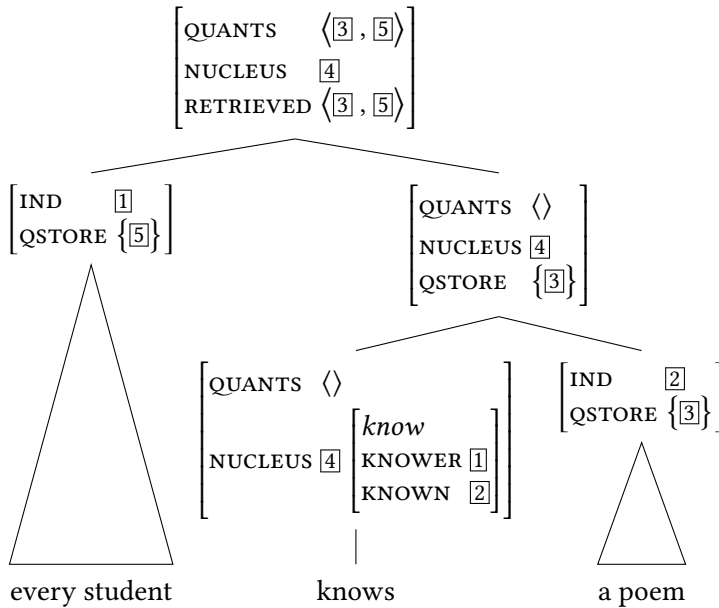 QUANTS ⟨3 , 5⟩
NUCLEUS 4
RETRIEVED ⟨3 , 5⟩
IND 1
QSTORE {5}
QUANTS ⟨⟩
NUCLEUS 4
QSTORE {3}
QUANTS ⟨⟩
NUCLEUS 4
know
KNOWER 1
KNOWN 2
IND 2
QSTORE {3}
every student knows a poem